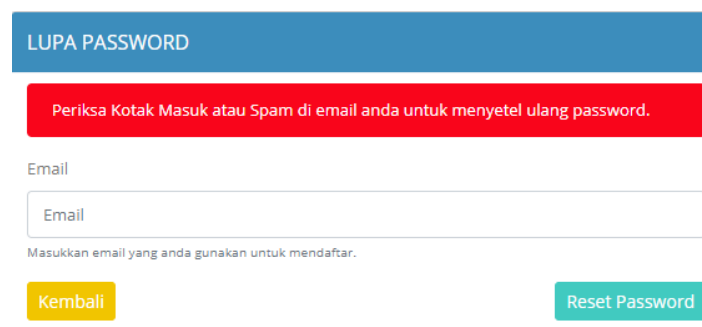 LUPA PASSWORD
Periksa Kotak Masuk atau Spam di email anda untuk menyetel ulang password.
Email
Email
Masukkan email yang anda gunakan untuk mendaftar.
Kembali
Reset Password